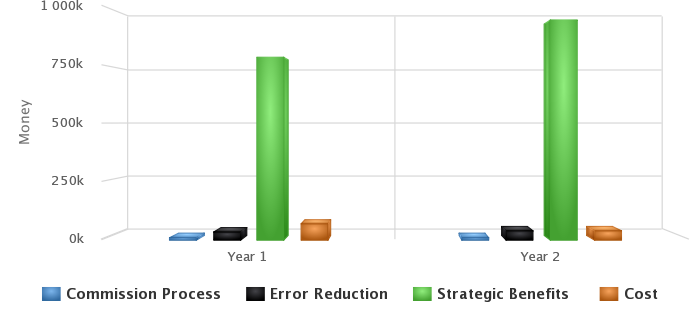 1 000k
750k
500k
250k
0k
Money
Year 1
Year 2
Commission Process
Error Reduction
Strategic Benefits
Cost